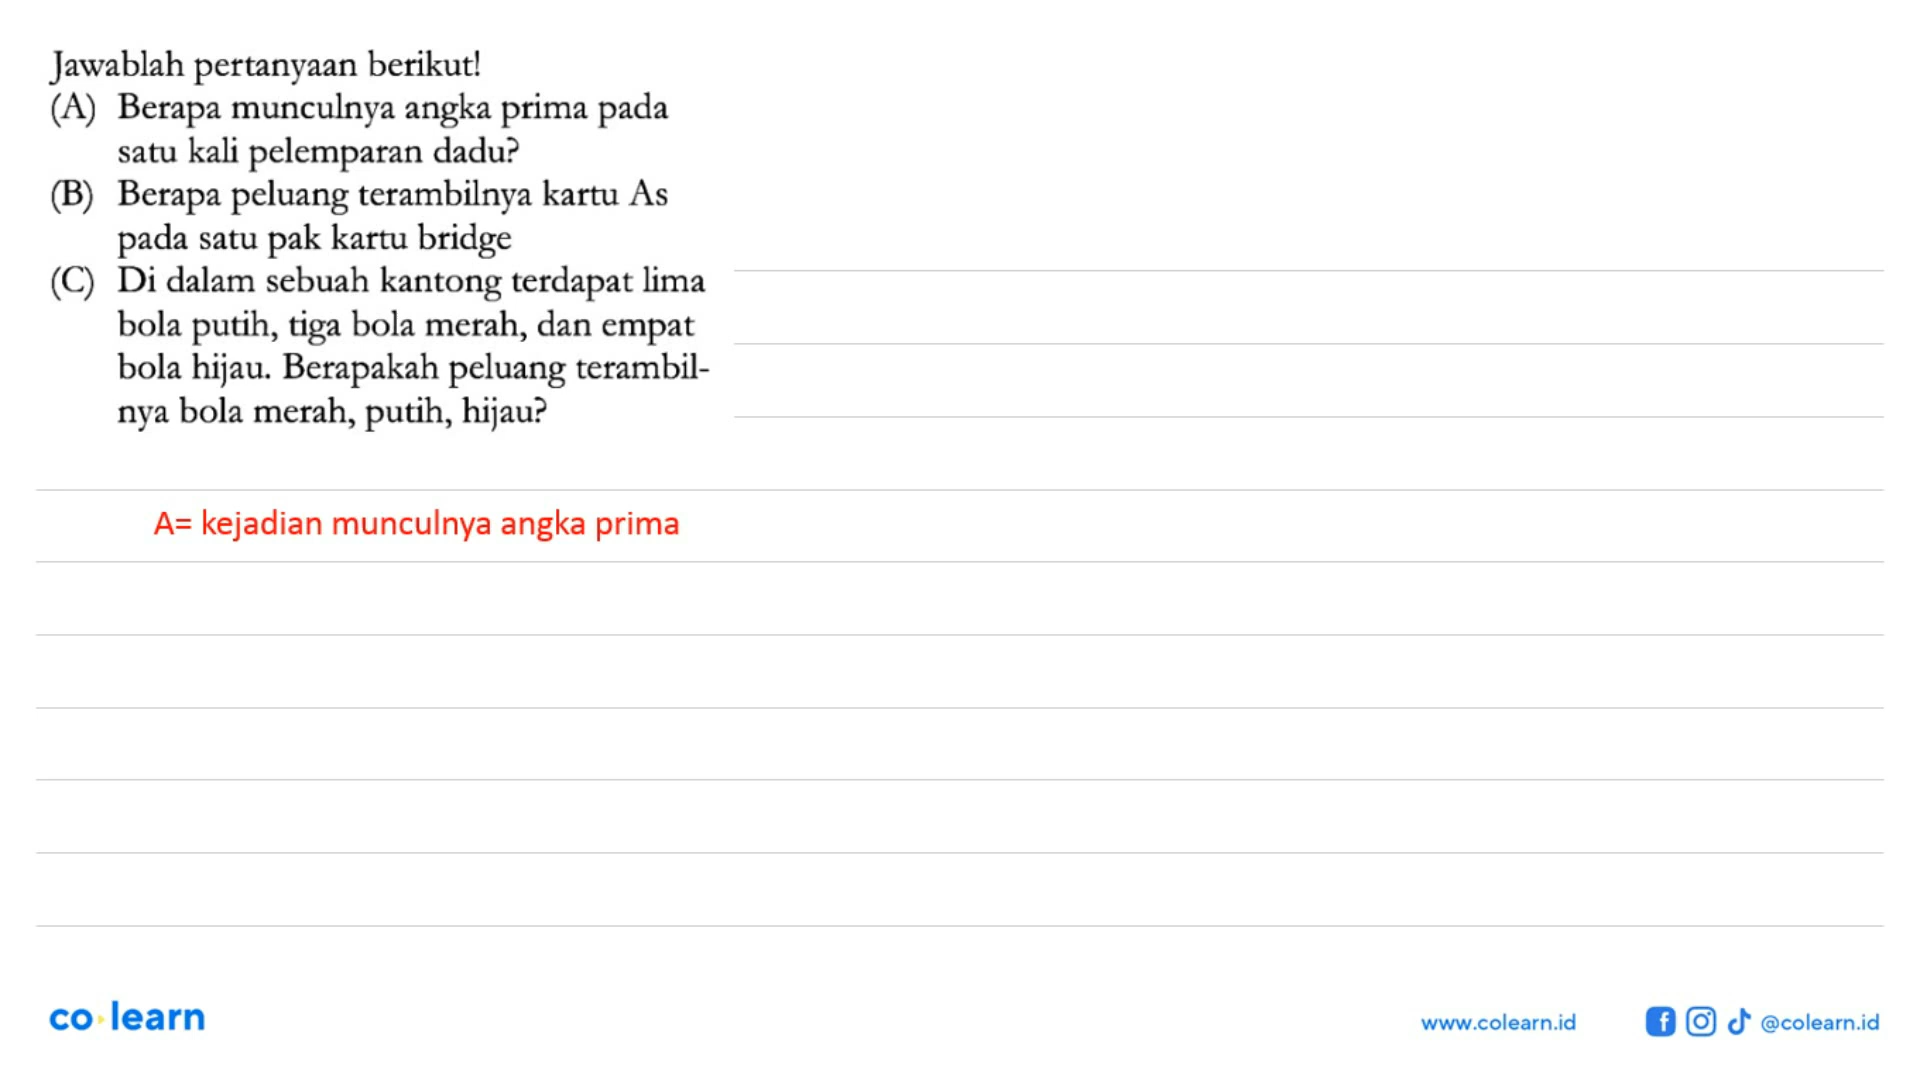 Jawablah pertanyaan berikut!
(A) Berapa munculnya angka prima pada
satu kali pelemparan dadu?
(B) Berapa peluang terambilnya kartu As
pada satu pak kartu bridge
(C) Di dalam sebuah kantong terdapat lima
bola putih, tiga bola merah, dan empat
bola hijau. Berapakah peluang terambil-
nya bola merah, putih, hijau?
A= kejadian munculnya angka prima
co learn
www.colearn.id
@colearn.id